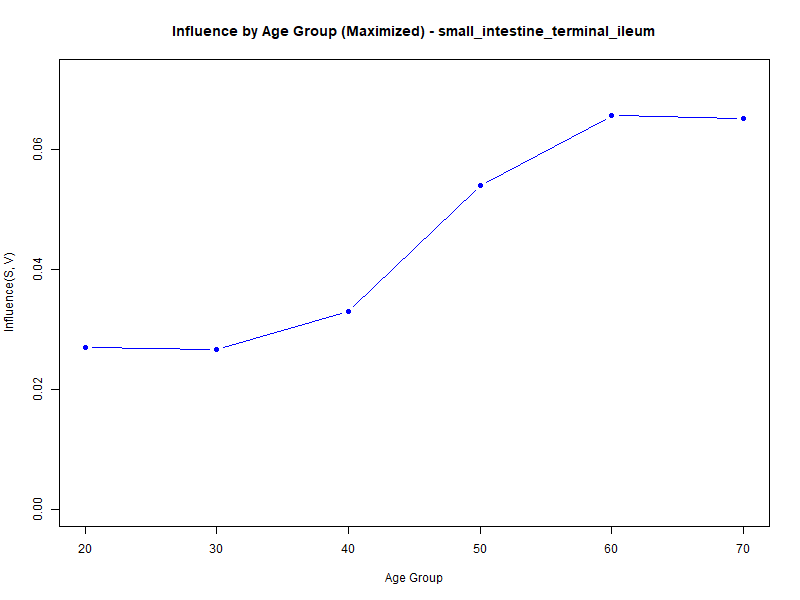 Influence by Age Group (Maximized) - small_intestine_terminal_ileum
Influence(S, V)
0.06
0.04
0.02
0.00
20 30 40 50 60 70
Age Group